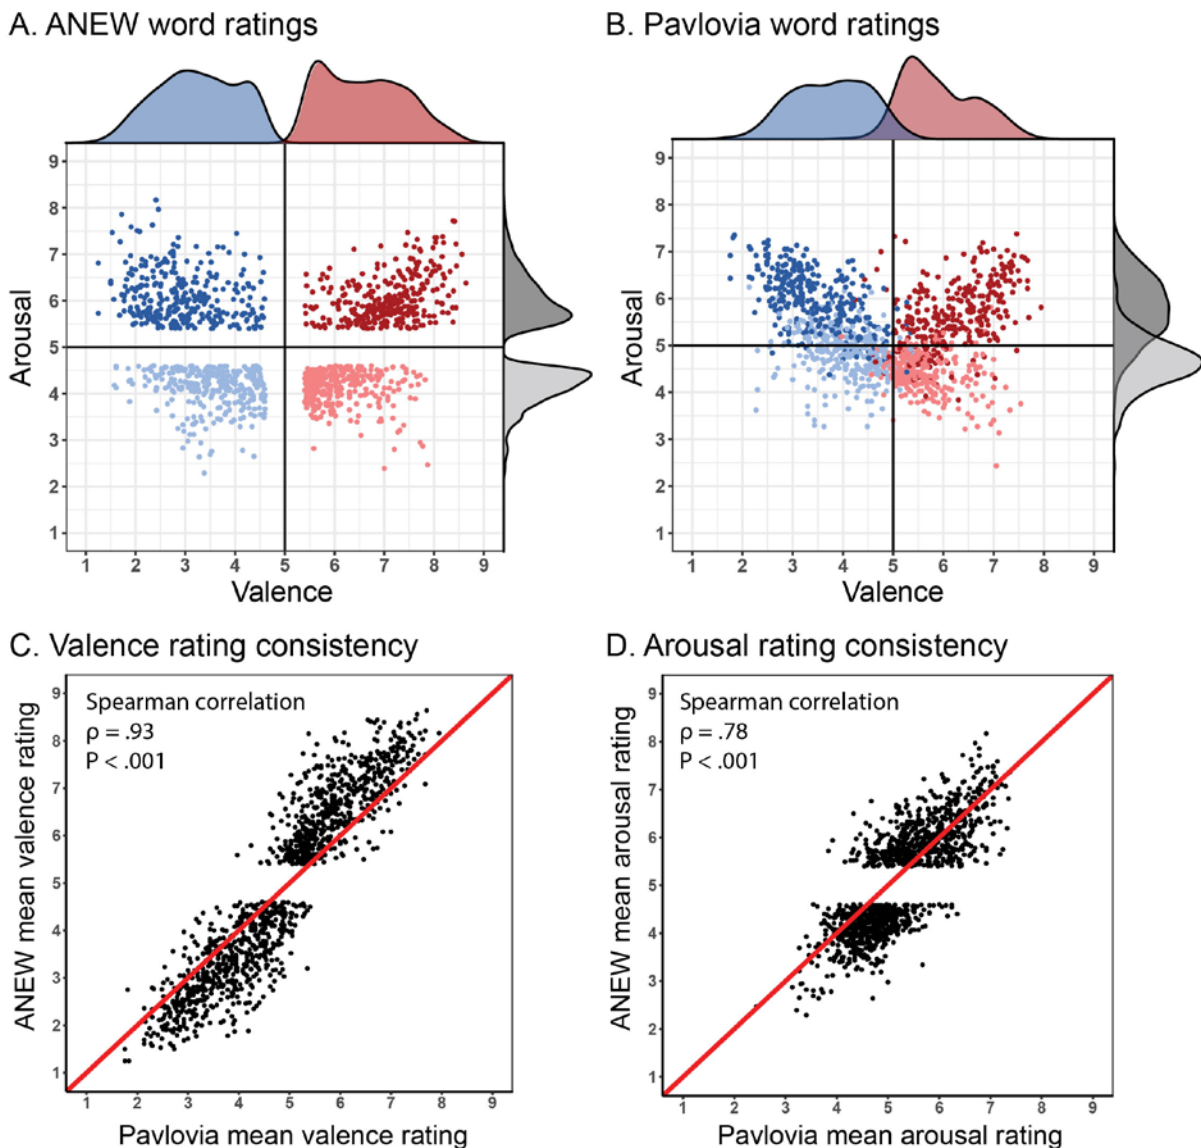 A. ANEW word ratings
9
8
7
6
5
4
3
2
1
Arousal
1 2 3 4 5 6 7 8 9
Valence
B. Pavlovia word ratings
9
8
7
6
5
4
3
2
1
Arousal
1 2 3 4 5 6 7 8 9
Valence
C. Valence rating consistency
Spearman correlation
ρ = .93
P < .001
9
8
7
6
5
4
3
2
1
ANEW mean valence rating
1 2 3 4 5 6 7 8 9
Pavlovia mean valence rating
D. Arousal rating consistency
Spearman correlation
ρ = .78
P < .001
9
8
7
6
5
4
3
2
1
ANEW mean arousal rating
1 2 3 4 5 6 7 8 9
Pavlovia mean arousal rating